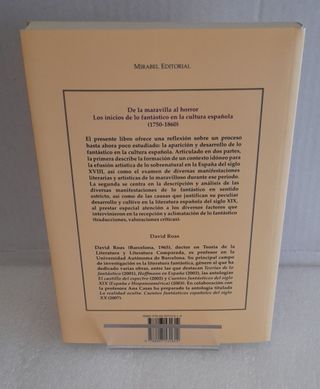 MIRABEL EDITORIAL
De la maravilla al horror
Los inicios de lo fantástico en la cultura española
(1750-1860)
El presente libro ofrece una reflexión sobre un proceso
hasta ahora poco estudiado: la aparición y desarrollo de lo
fantástico en la cultura española. Articulado en dos partes,
la primera describe la formación de un contexto idóneo para
la efusión artística de lo sobrenatural en la España del siglo
XVIII, así como el examen de diversas manifestaciones
literarias y artísticas de lo maravilloso durante ese periodo.
La segunda se centra en la descripción y análisis de las
diversas manifestaciones de lo fantástico en sentido
estricto, así como de las causas que justifican su peculiar
desarrollo y cultivo en la literatura española del siglo XIX,
al prestar especial atención a los diversos factores que
intervinieron en la recepción y aclimatación de lo fantástico
(traducciones, valoraciones críticas).
David Roas
David Roas (Barcelona, 1965), doctor en Teoría de la
Literatura y Literatura Comparada, es profesor en la
Universidad Autónoma de Barcelona. Su principal campo
de investigación es la literatura fantástica, género al que ha
dedicado varias obras, entre las que destacan Teorías de lo
fantástico (2001), Hoffmann en España (2002), las antologías
El castillo del espectro (2002) y Cuentos fantásticos del siglo
XIX (España e Hispanoamérica) (2003). En colaboración con
la profesora Ana Casas ha preparado la antología titulada
La realidad oculta. Cuentos fantásticos españoles del siglo
XX (2007).